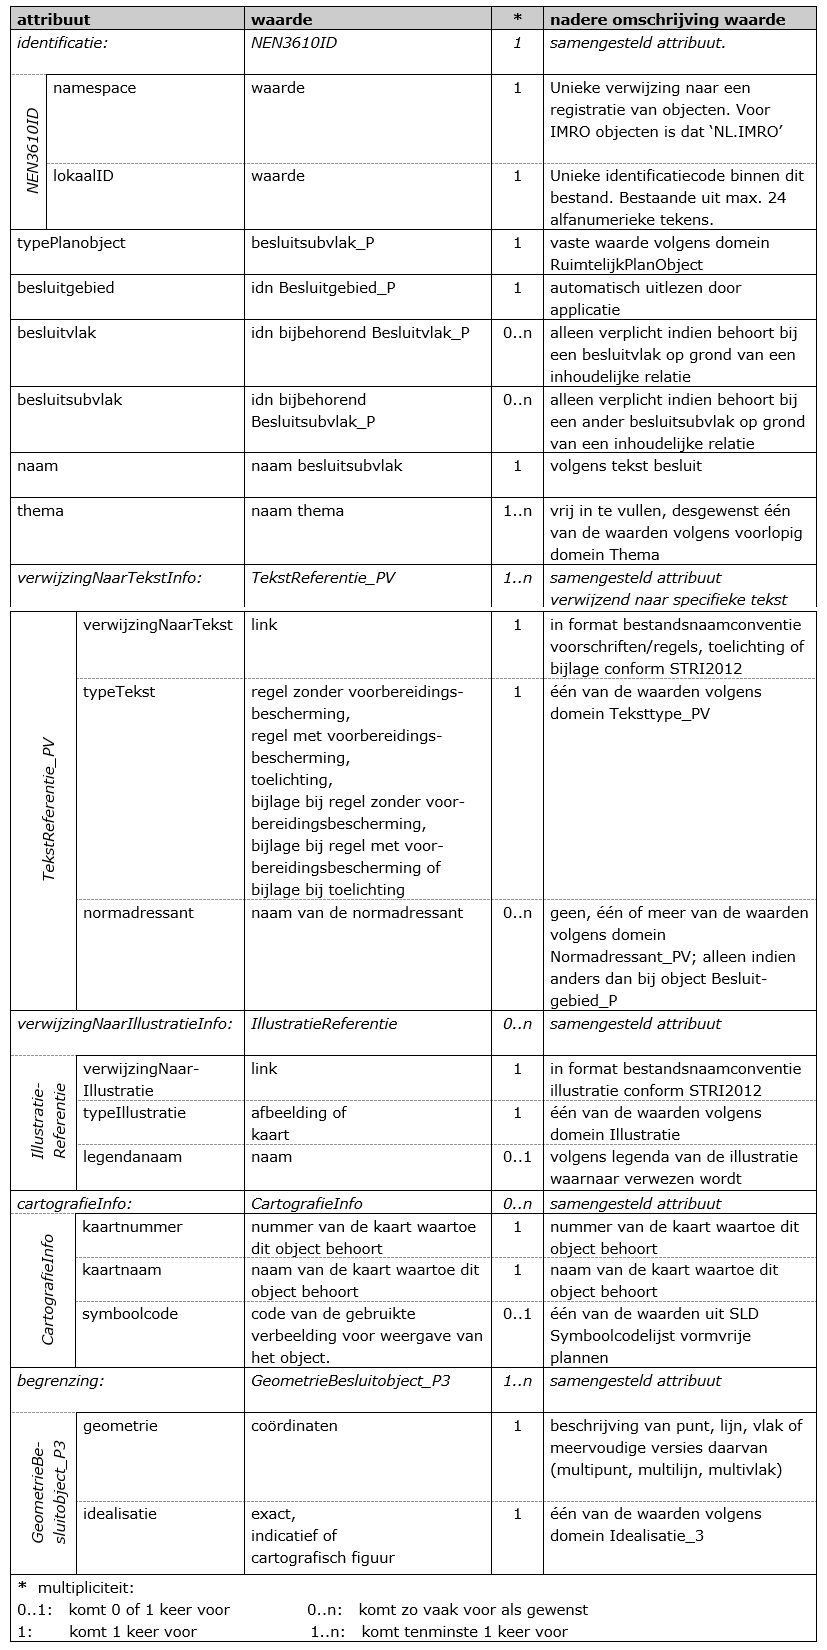 attribuut waarde * nadere omschrijving waarde
identificatie: NEN3610ID 1 samengesteld attribuut.
NEN3610ID
namespace waarde 1 Unieke verwijzing naar een
registratie van objecten. Voor
IMRO objecten is dat ‘NL.IMRO’
lokaalID waarde 1 Unieke identificatiecode binnen dit
bestand. Bestaande uit max. 24
alfanumerieke tekens.
typePlanobject besluitsubvlak_P 1 vaste waarde volgens domein
RuimtelijkPlanObject
besluitgebied idn Besluitgebied_P 1 automatisch uitlezen door
applicatie
besluitvlak idn bijbehorend Besluitvlak_P 0..n alleen verplicht indien behoort bij
een besluitvlak op grond van een
inhoudelijke relatie
besluitsubvlak idn bijbehorend 0..n alleen verplicht indien behoort bij
Besluitsubvlak_P een ander besluitsubvlak op grond
van een inhoudelijke relatie
naam naam besluitsubvlak 1 volgens tekst besluit
thema naam thema 1..n vrij in te vullen, desgewenst één
van de waarden volgens voorlopig
domein Thema
verwijzingNaarTekstInfo: TekstReferentie_PV 1..n samengesteld attribuut
verwijzend naar specifieke tekst
TekstReferentie_PV
verwijzingNaarTekst link 1 in format bestandsnaamconventie
voorschriften/regels, toelichting of
bijlage conform STRI2012
typeTekst regel zonder voorbereidings- 1 één van de waarden volgens
bescherming, domein Teksttype_PV
regel met voorbereidings-
bescherming,
toelichting,
bijlage bij regel zonder voor-
bereidingsbescherming,
bijlage bij regel met voor-
bereidingsbescherming of
bijlage bij toelichting
normadressant naam van de normadressant 0..n geen, één of meer van de waarden
volgens domein
Normadressant_PV; alleen indien
anders dan bij object Besluit-
gebied_P
verwijzingNaarIllustratieInfo: IllustratieReferentie 0..n samengesteld attribuut
Illustratie-
Referentie
verwijzingNaar- link 1 in format bestandsnaamconventie
Illustratie illustratie conform STRI2012
typeIllustratie afbeelding of 1 één van de waarden volgens
kaart domein Illustratie
legendanaam naam 0..1 volgens legenda van de illustratie
waarnaar verwezen wordt
cartografieInfo: CartografieInfo 0..n samengesteld attribuut
CartografieInfo
kaartnummer nummer van de kaart waartoe 1 nummer van de kaart waartoe dit
dit object behoort object behoort
kaartnaam naam van de kaart waartoe dit 1 naam van de kaart waartoe dit
object behoort object behoort
symboolcode code van de gebruikte 0..1 één van de waarden uit SLD
verbeelding voor weergave van Symboolcodelijst vormvrije
het object. plannen
begrenzing: GeometrieBesluitobject_P3 1..n samengesteld attribuut
GeometrieBe-
sluitobject_P3
geometrie coördinaten 1 beschrijving van punt, lijn, vlak of
meervoudige versies daarvan
(multipunt, multilijn, multivlak)
idealisatie exact, 1 één van de waarden volgens
indicatief of domein Idealisatie_3
cartografisch figuur
* multipliciteit:
0..1: komt 0 of 1 keer voor 0..n: komt zo vaak voor als gewenst
1: komt 1 keer voor 1..n: komt tenminste 1 keer voor